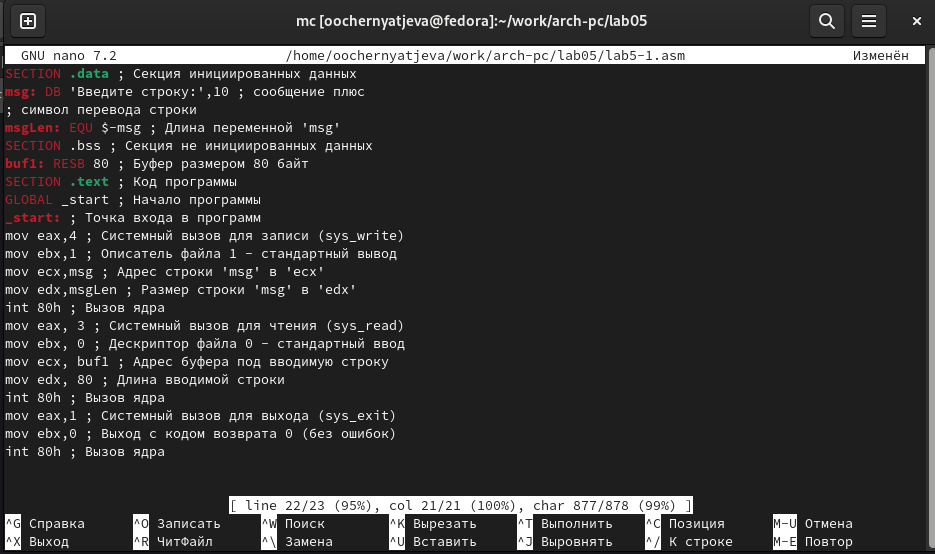 mc [oochernyatjeva@fedora]:~/work/arch-pc/lab05
GNU nano 7.2 /home/oochernyatjeva/work/arch-pc/lab05/lab5-1.asm Изменён
SECTION .data ; Секция инициированных данных
msg: DB 'Введите строку:',10 ; сообщение плюс
; символ перевода строки
msgLen: EQU $-msg ; Длина переменной 'msg'
SECTION .bss ; Секция не инициированных данных
buf1: RESB 80 ; Буфер размером 80 байт
SECTION .text ; Код программы
GLOBAL _start ; Начало программы
_start: ; Точка входа в программ
mov eax,4 ; Системный вызов для записи (sys_write)
mov ebx,1 ; Описатель файла 1 - стандартный вывод
mov ecx,msg ; Адрес строки 'msg' в 'ecx'
mov edx,msgLen ; Размер строки 'msg' в 'edx'
int 80h ; Вызов ядра
mov eax, 3 ; Системный вызов для чтения (sys_read)
mov ebx, 0 ; Дескриптор файла 0 - стандартный ввод
mov ecx, buf1 ; Адрес буфера под вводимую строку
mov edx, 80 ; Длина вводимой строки
int 80h ; Вызов ядра
mov eax,1 ; Системный вызов для выхода (sys_exit)
mov ebx,0 ; Выход с кодом возврата 0 (без ошибок)
int 80h ; Вызов ядра
[ line 22/23 (95%), col 21/21 (100%), char 877/878 (99%) ]
^G Справка ^O Записать ^W Поиск ^K Вырезать ^T Выполнить ^C Позиция M-U Отмена
^X Выход ^R ЧитФайл ^\ Замена ^U Вставить ^J Выровнять ^/ К строке M-E Повтор